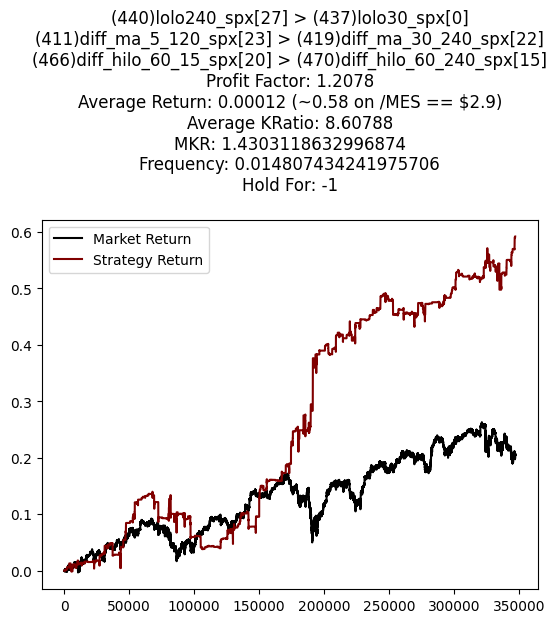 (440)lolo240_spx[27] > (437)lolo30_spx[0]
(411)diff_ma_5_120_spx[23] > (419)diff_ma_30_240_spx[22]
(466)diff_hilo_60_15_spx[20] > (470)diff_hilo_60_240_spx[15]
Profit Factor: 1.2078
Average Return: 0.00012 (~0.58 on /MES == $2.9)
Average KRatio: 8.60788
MKR: 1.4303118632996874
Frequency: 0.014807434241975706
Hold For: -1
Market Return
Strategy Return
0.6
0.5
0.4
0.3
0.2
0.1
0.0
0 50000 100000 150000 200000 250000 300000 350000